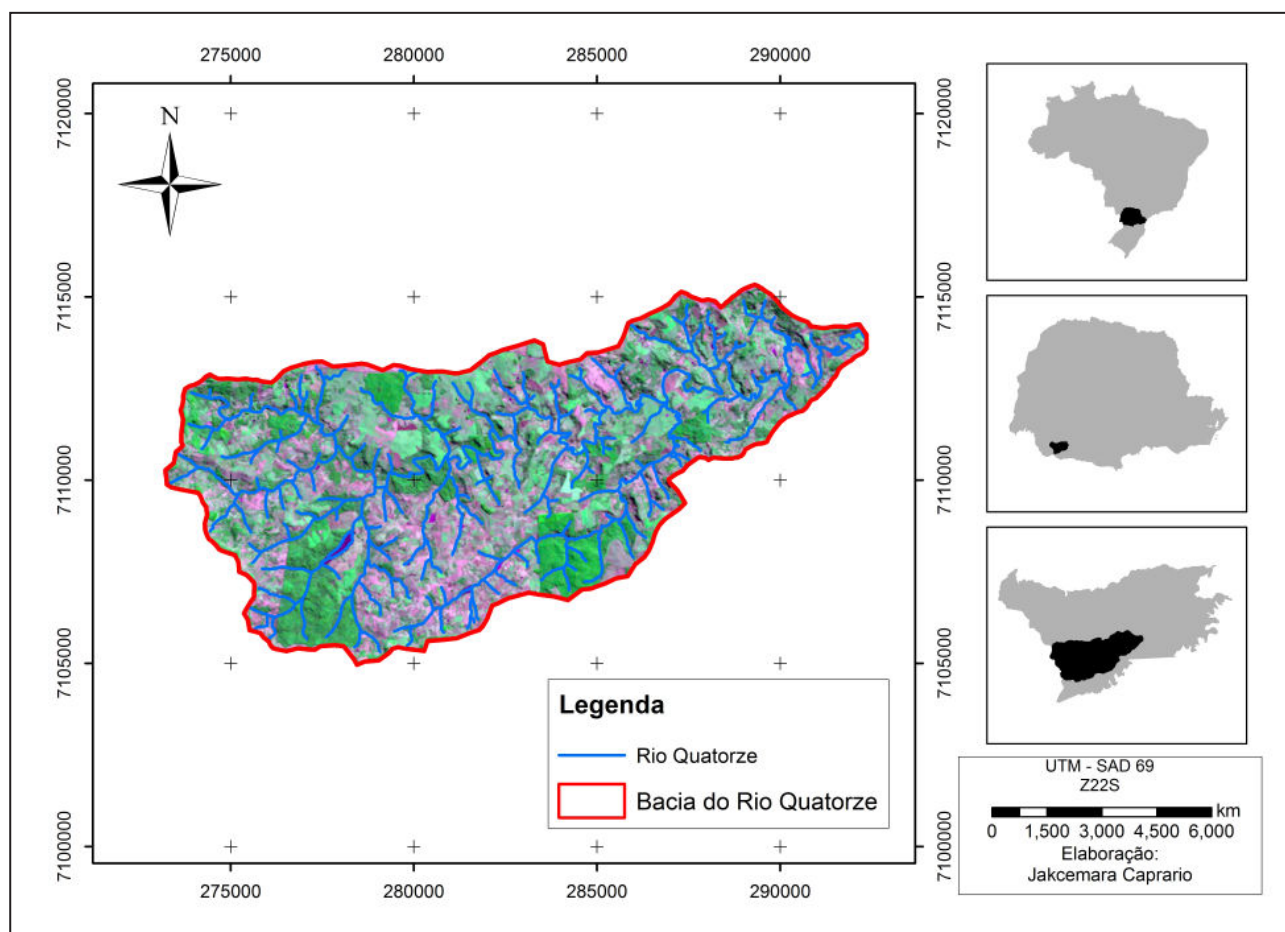 275000 280000 285000 290000
7120000
7120000
N
7115000
7115000
7110000
7110000
7105000
7105000
7100000
7100000
Legenda
Rio Quatorze
Bacia do Rio Quatorze
275000 280000 285000 290000
UTM - SAD 69
Z22S
km
0 1,500 3,000 4,500 6,000
Elaboração:
Jakcemara Caprario